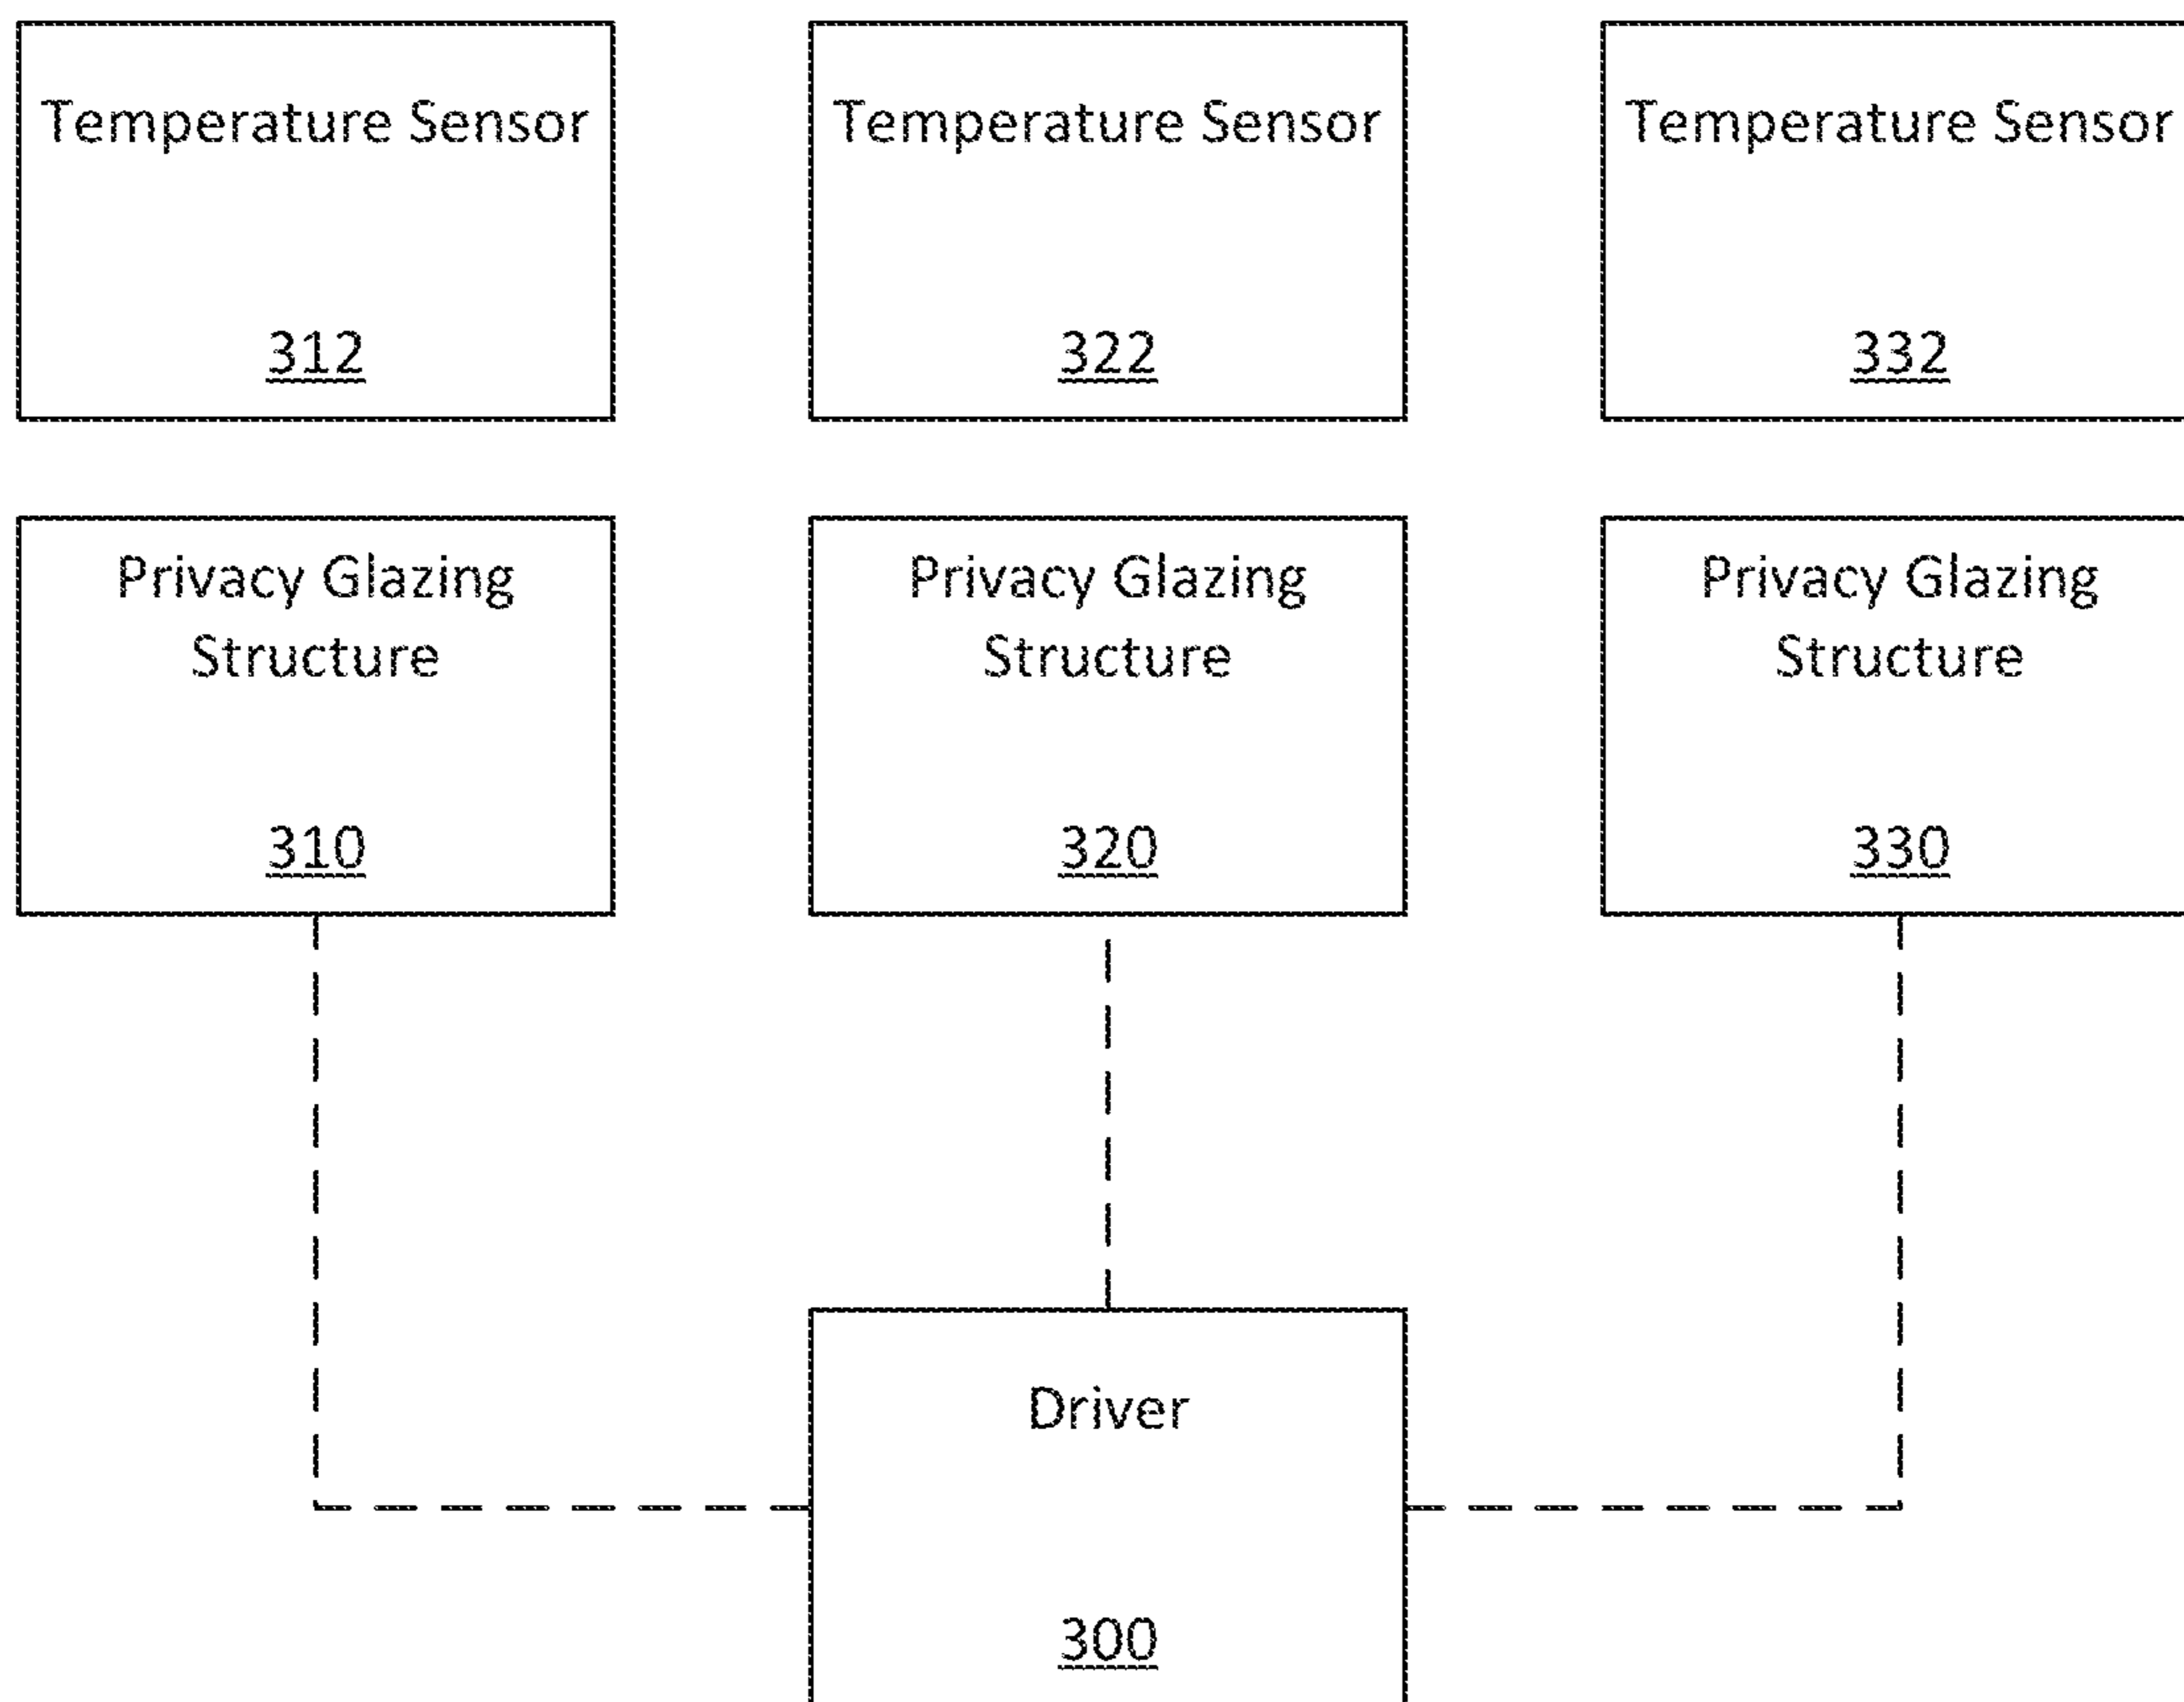 Temperature Sensor
312
Temperature Sensor
322
Temperature Sensor
332
Privacy Glazing
Structure
310
Privacy Glazing
Structure
320
Privacy Glazing
Structure
330
Driver
300